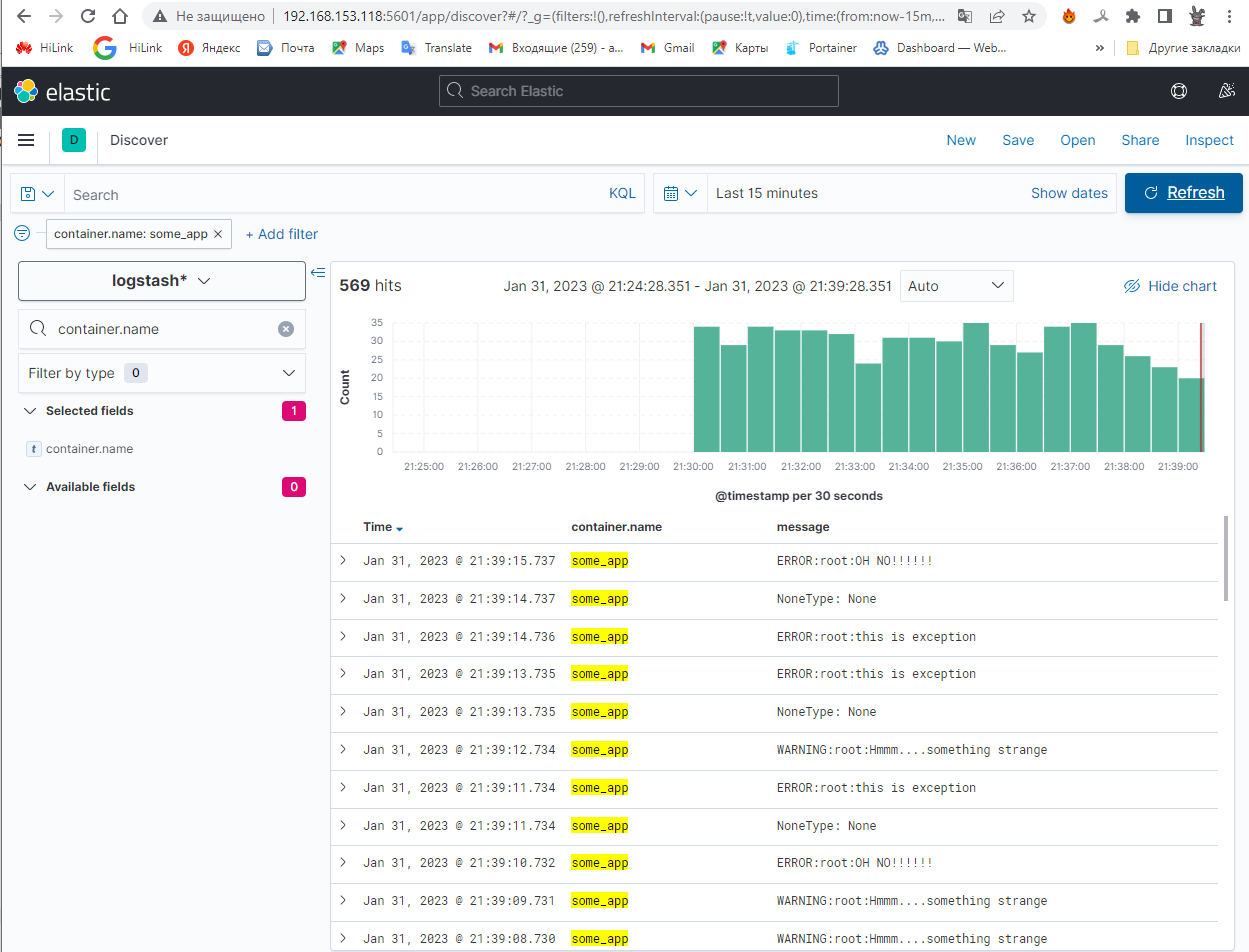 Не защищено 192.168.153.118:5601/app/discover?#/?_g=(filters:!(),refreshInterval:(pause:!t,value:0),time:(from:now-15m,...
HiLink HiLink Яндекс Почта Maps Translate Входящие (259) - a... Gmail Карты Portainer Dashboard — Web... » Другие закладки
elastic Search Elastic
D Discover New Save Open Share Inspect
Search KQL Last 15 minutes Show dates Refresh
container.name: some_app × + Add filter
logstash*
569 hits Jan 31, 2023 @ 21:24:28.351 - Jan 31, 2023 @ 21:39:28.351 Auto Hide chart
container.name
Filter by type 0
Selected fields 1
t container.name
Available fields 0
Count
35
30
25
20
15
10
5
0
21:25:00 21:26:00 21:27:00 21:28:00 21:29:00 21:30:00 21:31:00 21:32:00 21:33:00 21:34:00 21:35:00 21:36:00 21:37:00 21:38:00 21:39:00
@timestamp per 30 seconds
Time container.name message
Jan 31, 2023 @ 21:39:15.737 some_app ERROR:root:OH NO!!!!!!
Jan 31, 2023 @ 21:39:14.737 some_app NoneType: None
Jan 31, 2023 @ 21:39:14.736 some_app ERROR:root:this is exception
Jan 31, 2023 @ 21:39:13.735 some_app ERROR:root:this is exception
Jan 31, 2023 @ 21:39:13.735 some_app NoneType: None
Jan 31, 2023 @ 21:39:12.734 some_app WARNING:root:Hmmm....something strange
Jan 31, 2023 @ 21:39:11.734 some_app ERROR:root:this is exception
Jan 31, 2023 @ 21:39:11.734 some_app NoneType: None
Jan 31, 2023 @ 21:39:10.732 some_app ERROR:root:OH NO!!!!!!
Jan 31, 2023 @ 21:39:09.731 some_app WARNING:root:Hmmm....something strange
Jan 31, 2023 @ 21:39:08.730 some_app WARNING:root:Hmmm....something strange